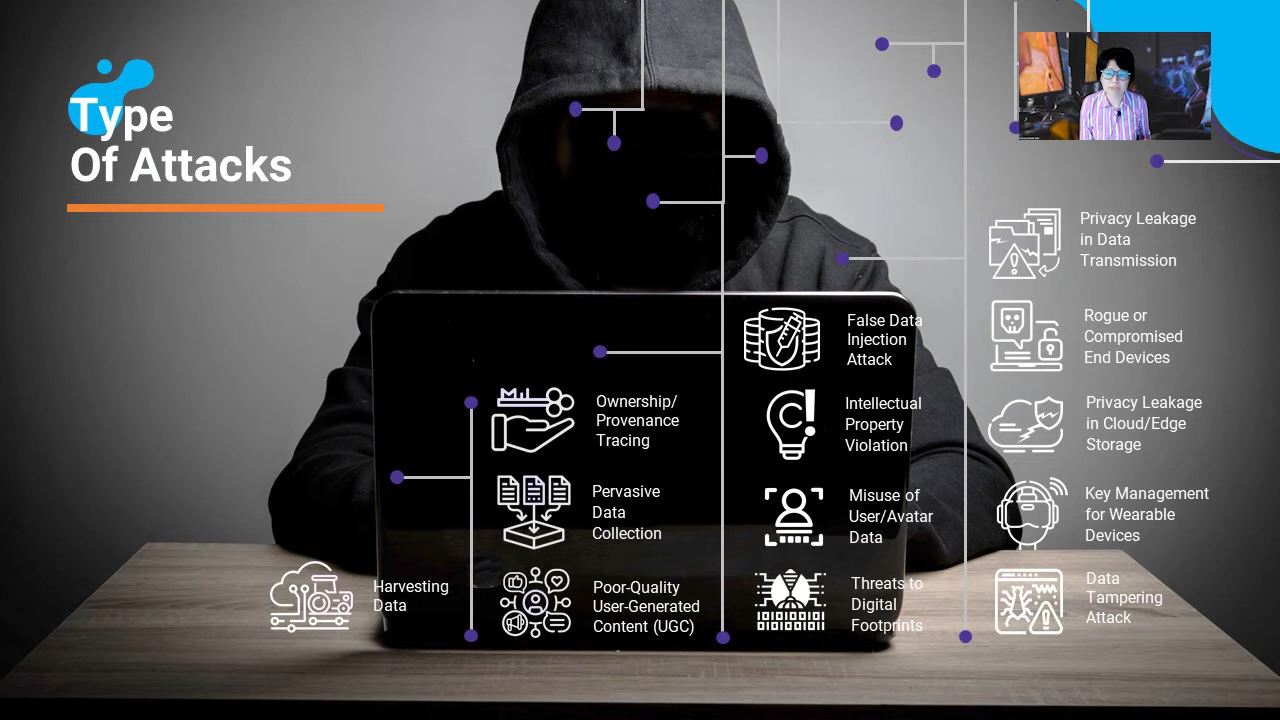 Type
Of Attacks
Harvesting
Data
Ownership/
Provenance
Tracing
Pervasive
Data
Collection
Poor-Quality
User-Generated
Content (UGC)
False Data
Injection
Attack
Intellectual
Property
Violation
Misuse of
User/Avatar
Data
Threats to
Digital
Footprints
Privacy Leakage
in Data
Transmission
Rogue or
Compromised
End Devices
Privacy Leakage
in Cloud/Edge
Storage
Key Management
for Wearable
Devices
Data
Tampering
Attack